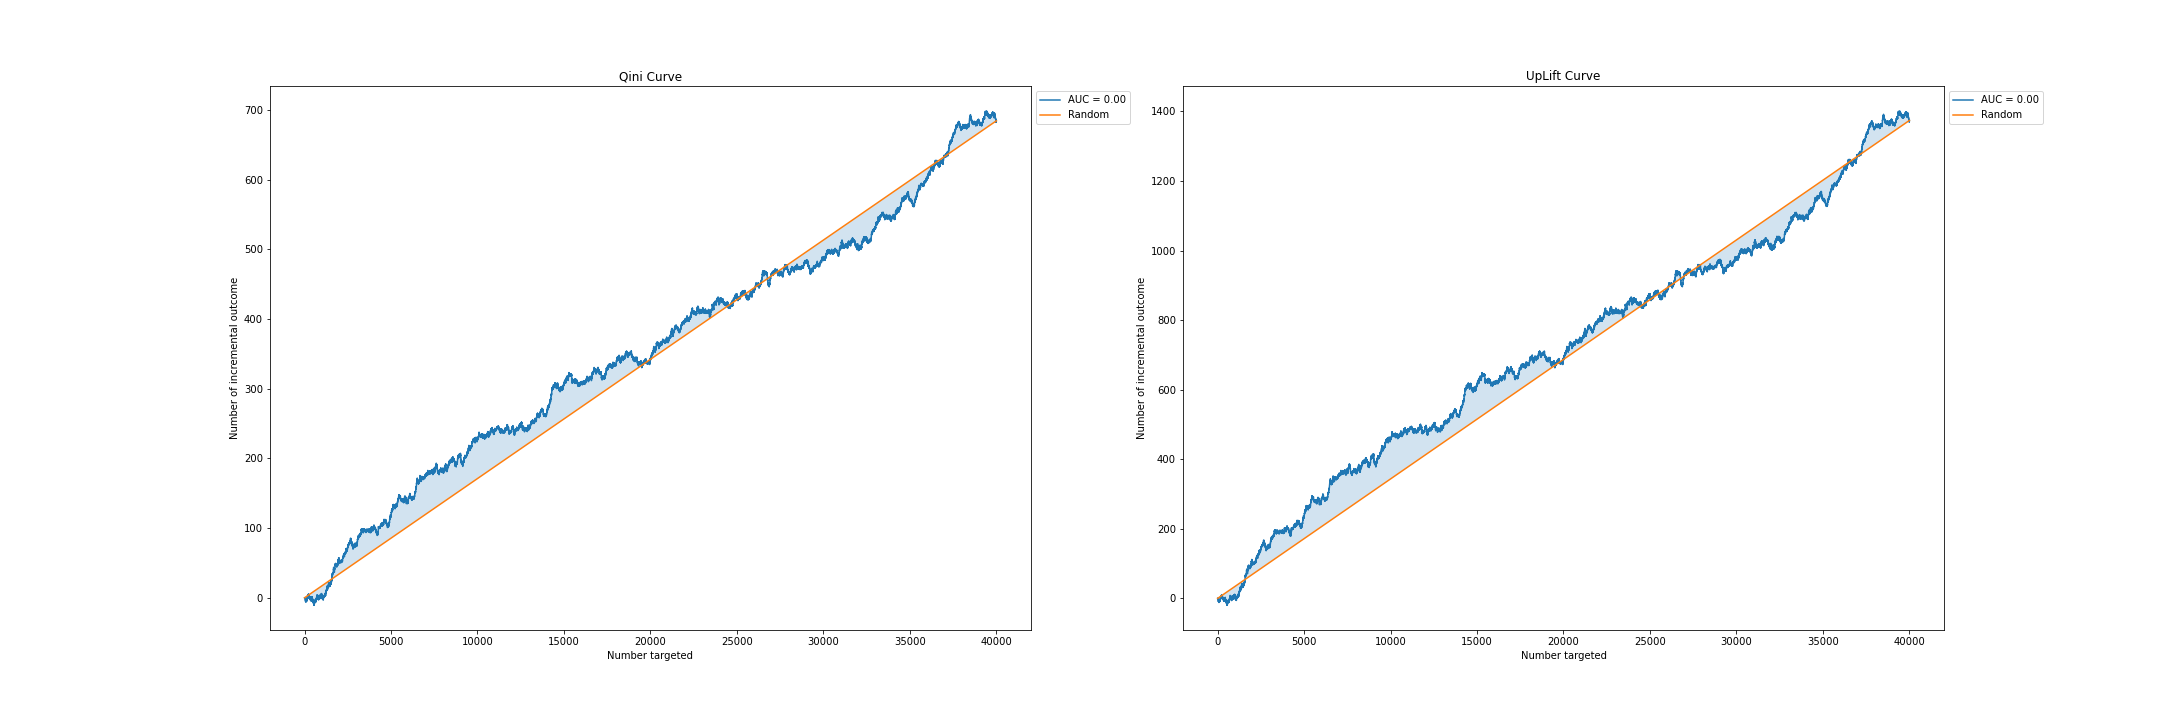 Qini Curve
700
600
500
400
300
200
100
0
Number of incremental outcome
0 5000 10000 15000 20000 25000 30000 35000 40000
Number targeted
AUC = 0.00
Random
UpLift Curve
1400
1200
1000
800
600
400
200
0
Number of incremental outcome
0 5000 10000 15000 20000 25000 30000 35000 40000
Number targeted
AUC = 0.00
Random